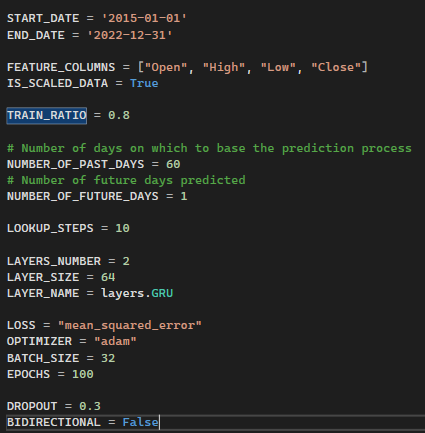 START_DATE = '2015-01-01'
END_DATE = '2022-12-31'
FEATURE_COLUMNS = ["Open", "High", "Low", "Close"]
IS_SCALED_DATA = True
TRAIN_RATIO = 0.8
# Number of days on which to base the prediction process
NUMBER_OF_PAST_DAYS = 60
# Number of future days predicted
NUMBER_OF_FUTURE_DAYS = 1
LOOKUP_STEPS = 10
LAYERS_NUMBER = 2
LAYER_SIZE = 64
LAYER_NAME = layers.GRU
LOSS = "mean_squared_error"
OPTIMIZER = "adam"
BATCH_SIZE = 32
EPOCHS = 100
DROPOUT = 0.3
BIDIRECTIONAL = False